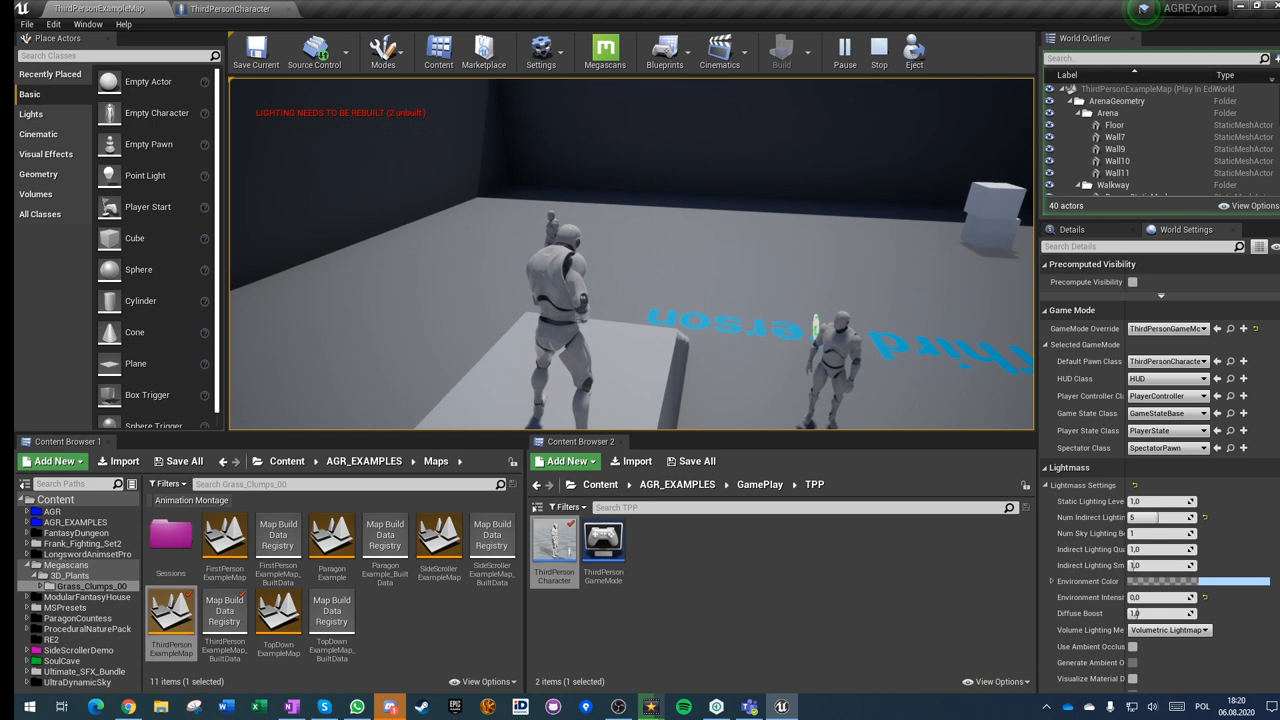 ThirdPersonExampleMap
ThirdPersonCharacter
AGREXport
File Edit Window Help
Place Actors
Search Classes
Recently Placed
Basic
Lights
Cinematic
Visual Effects
Geometry
Volumes
All Classes
Empty Actor
Empty Character
Empty Pawn
Point Light
Player Start
Cube
Sphere
Cylinder
Cone
Plane
Box Trigger
Sphere Trigger
Save Current
Source Control
Modes
Content
Marketplace
Settings
Megascans
Blueprints
Cinematics
Build
Pause
Stop
Eject
LIGHTING NEEDS TO BE REBUILT (2 unbuilt)
Third Person
World Outliner
Search...
Label Type
ThirdPersonExampleMap (Play In Edi World
ArenaGeometry Folder
Arena Folder
Floor StaticMeshActor
Wall7 StaticMeshActor
Wall9 StaticMeshActor
Wall10 StaticMeshActor
Wall11 StaticMeshActor
Walkway Folder
40 actors
View Options
Details
World Settings
Search Details
Precomputed Visibility
Precompute Visibility
Game Mode
GameMode Override ThirdPersonGameMo
Selected GameMode
Default Pawn Class ThirdPersonCharacte
HUD Class HUD
Player Controller Cl PlayerController
Game State Class GameStateBase
Player State Class PlayerState
Spectator Class SpectatorPawn
Lightmass
Lightmass Settings
Static Lighting Leve 1,0
Num Indirect Lightin 5
Num Sky Lighting B 1
Indirect Lighting Qu 1,0
Indirect Lighting Sm 1,0
Environment Color
Environment Intensi 0,0
Diffuse Boost 1,0
Volume Lighting Me Volumetric Lightmap
Use Ambient Occlus
Generate Ambient O
Visualize Material D
Content Browser 1
Add New Import Save All Content AGR_EXAMPLES Maps
Search Paths
Filters
Search Grass_Clumps_00
Animation Montage
Content
AGR
AGR_EXAMPLES
FantasyDungeon
Frank_Fighting_Set2
LongswordAnimsetPro
Megascans
3D_Plants
Grass_Clumps_00
ModularFantasyHouse
MSPresets
ParagonCountess
ProceduralNaturePack
RE2
SideScrollerDemo
SoulCave
Ultimate_SFX_Bundle
UltraDynamicSky
Map Build Data Registry
Map Build Data Registry
Map Build Data Registry
Sessions
FirstPerson ExampleMap
FirstPerson ExampleMap_ BuiltData
Paragon Example
Paragon Example_ BuiltData
SideScroller ExampleMap
SideScroller ExampleMap_ BuiltData
Map Build Data Registry
Map Build Data Registry
ThirdPerson ExampleMap
ThirdPerson ExampleMap_ BuiltData
TopDown ExampleMap
TopDown ExampleMap_ BuiltData
11 items (1 selected)
View Options
Content Browser 2
Add New Import Save All
Content AGR_EXAMPLES GamePlay TPP
Filters
Search TPP
ThirdPerson Character
ThirdPerson GameMode
2 items (1 selected)
View Options
EPIC GAMES
iD
18:20
06.08.2020